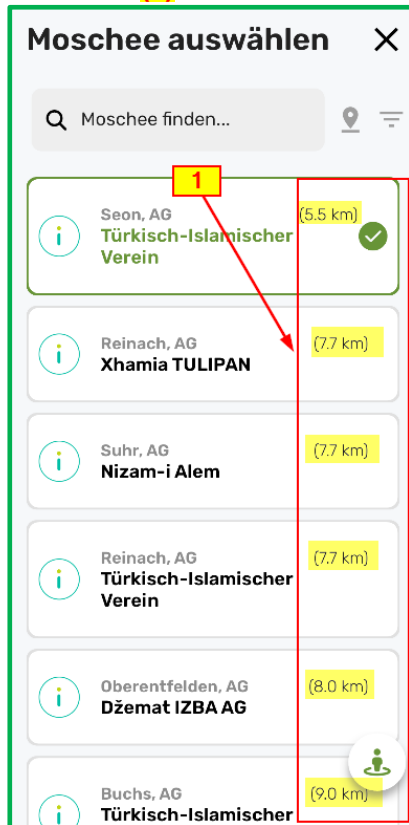 Moschee auswählen
Moschee finden...
1
Seon, AG
(5.5 km)
Türkisch-Islamischer
Verein
Reinach, AG
(7.7 km)
Xhamia TULIPAN
Suhr, AG
(7.7 km)
Nizam-i Alem
Reinach, AG
(7.7 km)
Türkisch-Islamischer
Verein
Oberentfelden, AG
(8.0 km)
Džemat IZBA AG
Buchs, AG
(9.0 km)
Türkisch-Islamischer